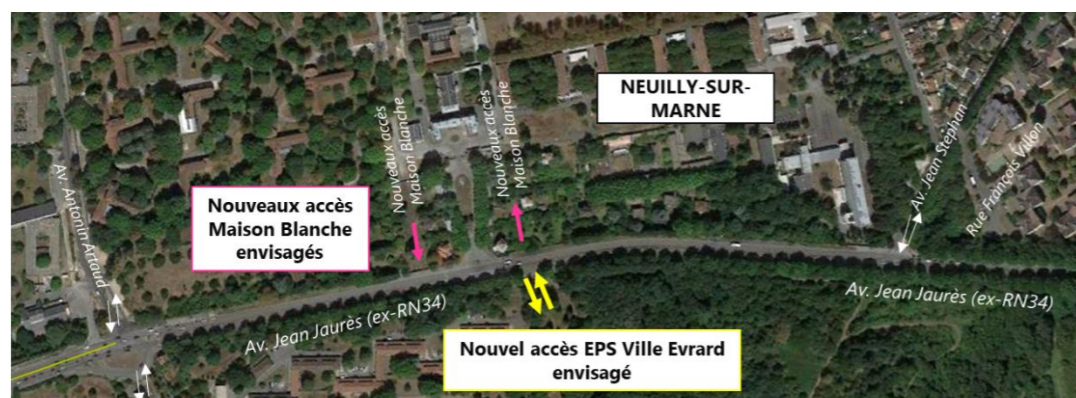 NEUILLY-SUR-
MARNE
Nouveaux accès
Maison Blanche
Nouveaux accès
Maison Blanche
Av. Jean Stephan
Rue François Villon
Av. Antonin Artaud
Nouveaux accès
Maison Blanche
envisagés
Av. Jean Jaurès (ex-RN34)
Av. Jean Jaurès (ex-RN34)
Nouvel accès EPS Ville Evrard
envisagé